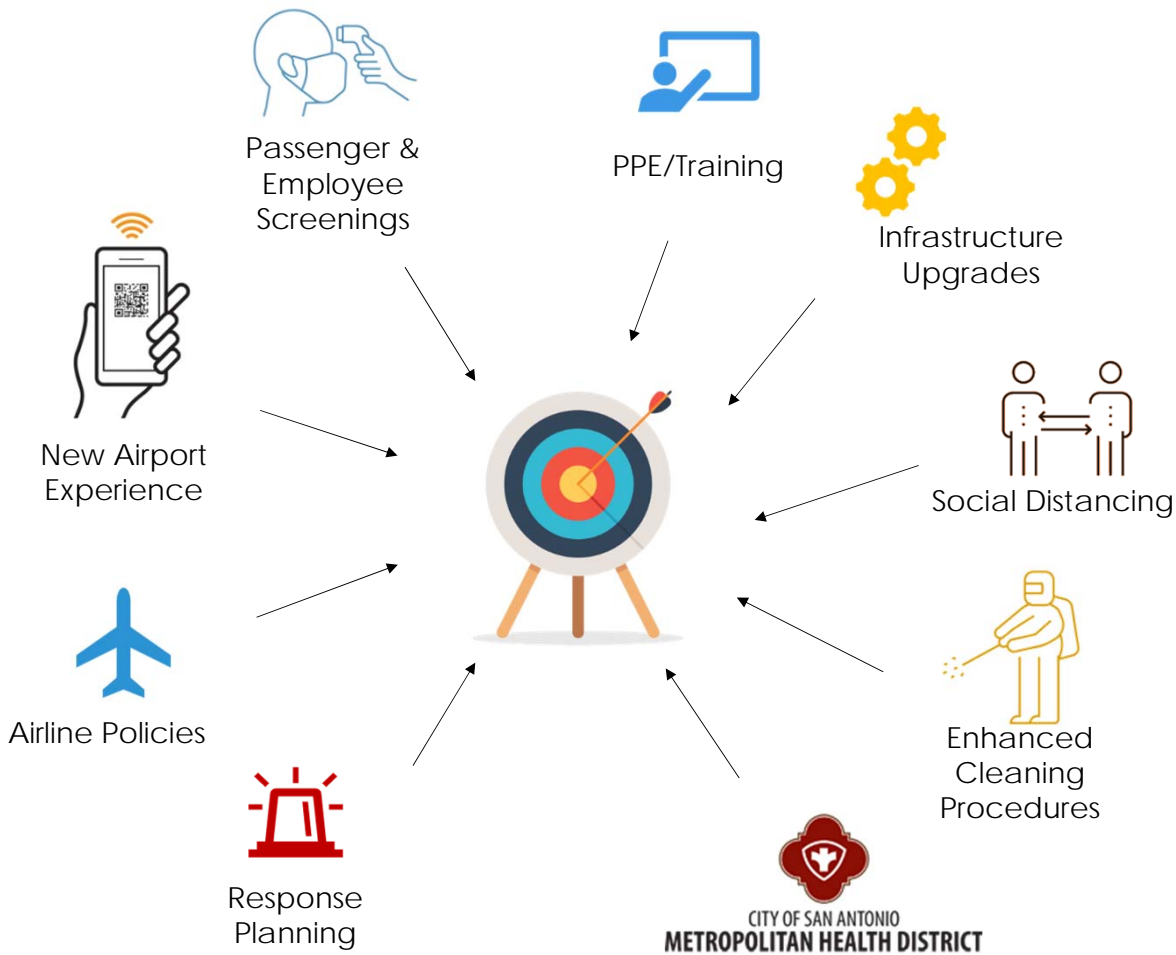 Passenger &
Employee
Screenings
PPE/Training
Infrastructure
Upgrades
New Airport
Experience
Social Distancing
Airline Policies
Enhanced
Cleaning
Procedures
Response
Planning
CITY OF SAN ANTONIO
METROPOLITAN HEALTH DISTRICT